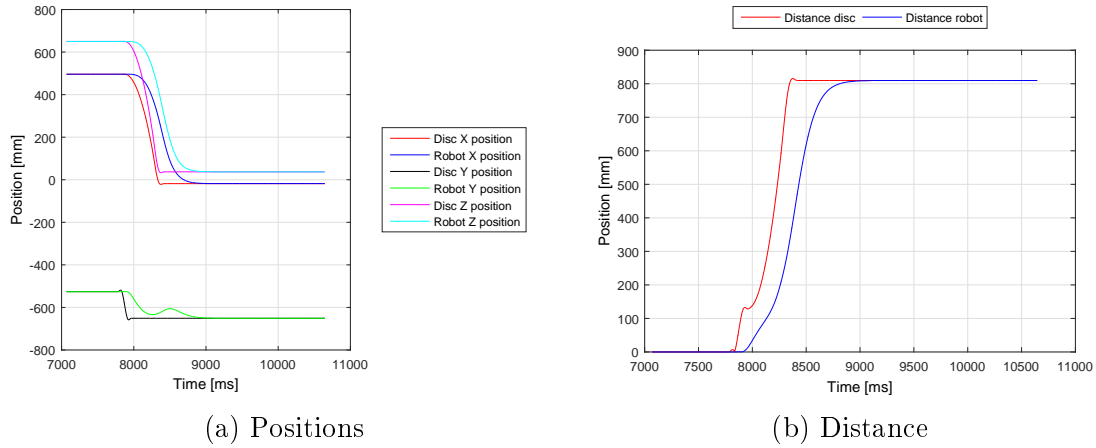 800
600
400
200
0
-200
-400
-600
-800
7000 8000 9000 10000 11000
Position [mm]
Time [ms]
Disc X position
Robot X position
Disc Y position
Robot Y position
Disc Z position
Robot Z position
(a) Positions
Distance disc Distance robot
900
800
700
600
500
400
300
200
100
0
7000 7500 8000 8500 9000 9500 10000 10500 11000
Position [mm]
Time [ms]
(b) Distance